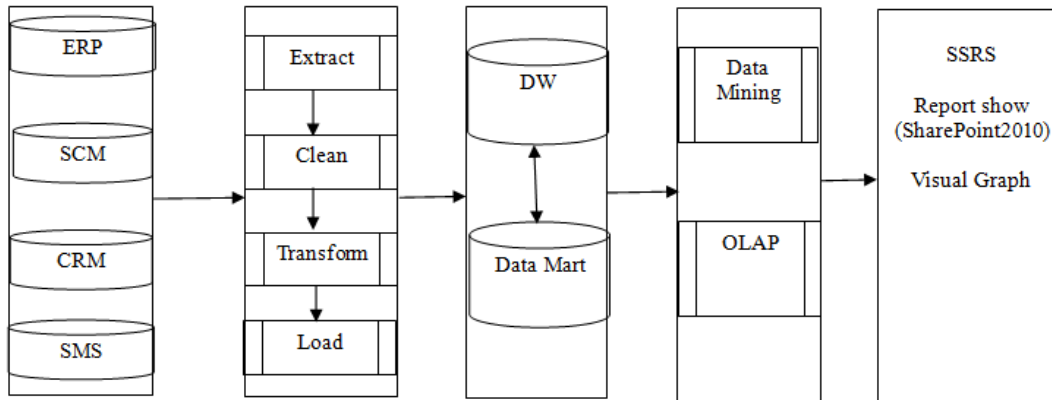 ERP
SCM
CRM
SMS
Extract
Clean
Transform
Load
DW
Data Mart
Data
Mining
OLAP
SSRS
Report show
(SharePoint2010)
Visual Graph